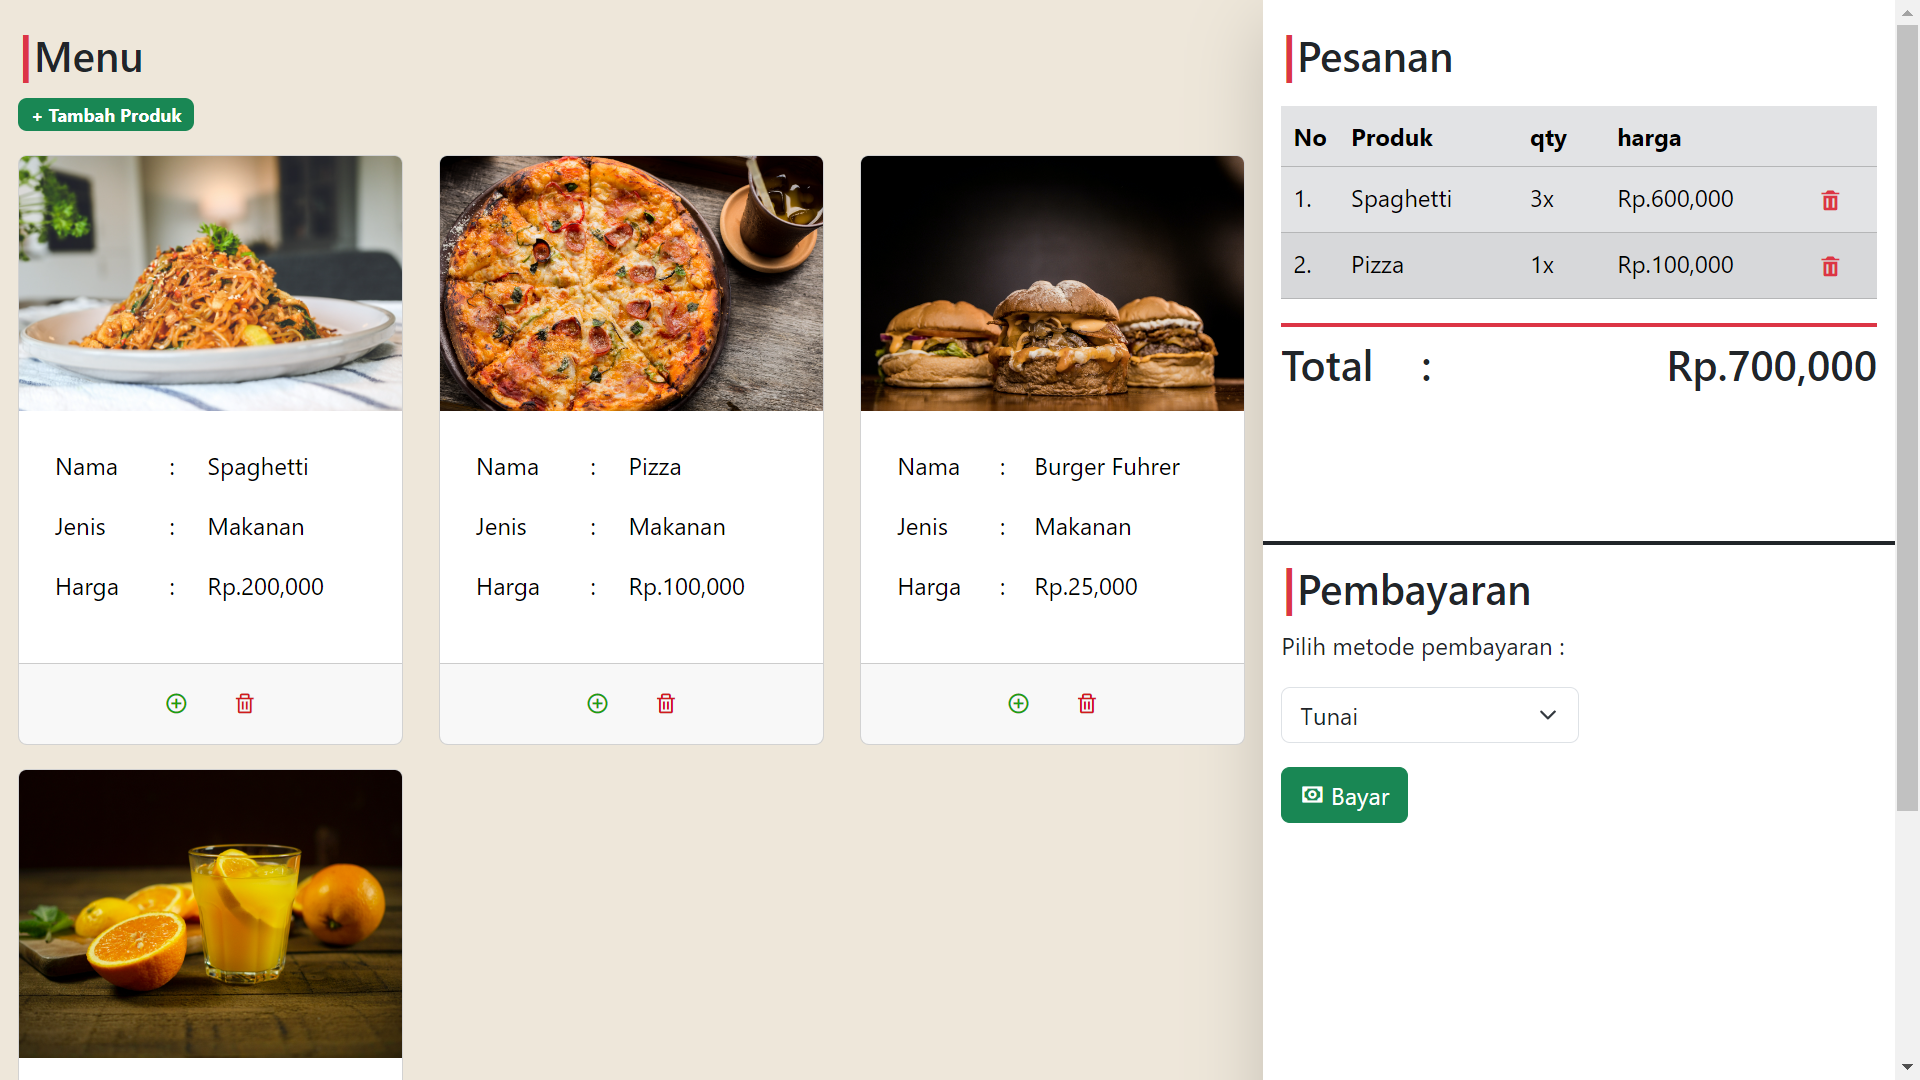 Menu
+ Tambah Produk
Nama : Spaghetti
Jenis : Makanan
Harga : Rp.200,000
Nama : Pizza
Jenis : Makanan
Harga : Rp.100,000
Nama : Burger Fuhrer
Jenis : Makanan
Harga : Rp.25,000
Pesanan
No Produk qty harga
1. Spaghetti 3x Rp.600,000
2. Pizza 1x Rp.100,000
Total : Rp.700,000
Pembayaran
Pilih metode pembayaran :
Tunai
Bayar